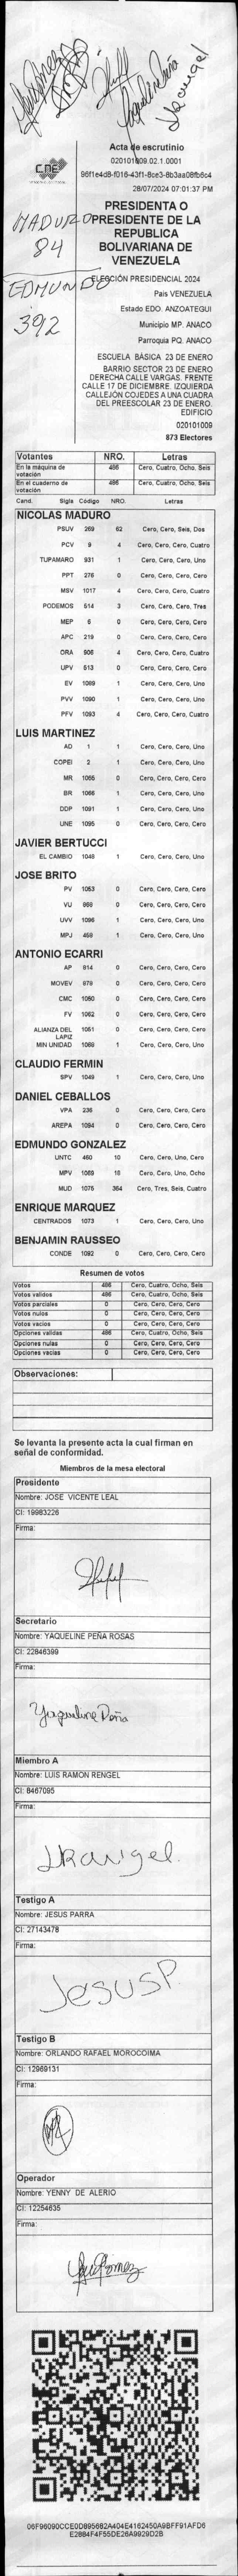 Acta de escrutinio
020101009.02.1.0001
96f1e4d8-f016-43f1-8ce3-8b3aa08fb6c4
28/07/2024 07:01:37 PM
CNE
PRESIDENTA O
PRESIDENTE DE LA
REPUBLICA
BOLIVARIANA DE
VENEZUELA
MADURO
84
EDMUNDO
392
ELECCIÓN PRESIDENCIAL 2024
País VENEZUELA
Estado EDO. ANZOATEGUI
Municipio MP. ANACO
Parroquia PQ. ANACO
ESCUELA BÁSICA 23 DE ENERO
BARRIO SECTOR 23 DE ENERO
DERECHA CALLE VARGAS. FRENTE
CALLE 17 DE DICIEMBRE. IZQUIERDA
CALLEJÓN COJEDES A UNA CUADRA
DEL PREESCOLAR 23 DE ENERO.
EDIFICIO
020101009
873 Electores
Votantes NRO. Letras
En la máquina de votación 486 Cero, Cuatro, Ocho, Seis
En el cuaderno de votación 486 Cero, Cuatro, Ocho, Seis
Cand. Sigla Código NRO. Letras
NICOLAS MADURO
PSUV 269 62 Cero, Cero, Seis, Dos
PCV 9 4 Cero, Cero, Cero, Cuatro
TUPAMARO 931 1 Cero, Cero, Cero, Uno
PPT 276 0 Cero, Cero, Cero, Cero
MSV 1017 4 Cero, Cero, Cero, Cuatro
PODEMOS 514 3 Cero, Cero, Cero, Tres
MEP 6 0 Cero, Cero, Cero, Cero
APC 219 0 Cero, Cero, Cero, Cero
ORA 906 4 Cero, Cero, Cero, Cuatro
UPV 513 0 Cero, Cero, Cero, Cero
EV 1089 1 Cero, Cero, Cero, Uno
PVV 1090 1 Cero, Cero, Cero, Uno
PFV 1093 4 Cero, Cero, Cero, Cuatro
LUIS MARTINEZ
AD 1 1 Cero, Cero, Cero, Uno
COPEI 2 1 Cero, Cero, Cero, Uno
MR 1065 0 Cero, Cero, Cero, Cero
BR 1066 1 Cero, Cero, Cero, Uno
DDP 1091 1 Cero, Cero, Cero, Uno
UNE 1095 0 Cero, Cero, Cero, Cero
JAVIER BERTUCCI
EL CAMBIO 1048 1 Cero, Cero, Cero, Uno
JOSE BRITO
PV 1053 0 Cero, Cero, Cero, Cero
VU 868 0 Cero, Cero, Cero, Cero
UVV 1096 1 Cero, Cero, Cero, Uno
MPJ 459 1 Cero, Cero, Cero, Uno
ANTONIO ECARRI
AP 814 0 Cero, Cero, Cero, Cero
MOVEV 879 0 Cero, Cero, Cero, Cero
CMC 1050 0 Cero, Cero, Cero, Cero
FV 1052 0 Cero, Cero, Cero, Cero
ALIANZA DEL LAPIZ 1051 0 Cero, Cero, Cero, Cero
MIN UNIDAD 1088 1 Cero, Cero, Cero, Uno
CLAUDIO FERMIN
SPV 1049 1 Cero, Cero, Cero, Uno
DANIEL CEBALLOS
VPA 236 0 Cero, Cero, Cero, Cero
AREPA 1094 0 Cero, Cero, Cero, Cero
EDMUNDO GONZALEZ
UNTC 460 10 Cero, Cero, Uno, Cero
MPV 1069 18 Cero, Cero, Uno, Ocho
MUD 1075 364 Cero, Tres, Seis, Cuatro
ENRIQUE MARQUEZ
CENTRADOS 1073 1 Cero, Cero, Cero, Uno
BENJAMIN RAUSSEO
CONDE 1092 0 Cero, Cero, Cero, Cero
Resumen de votos
Votos 486 Cero, Cuatro, Ocho, Seis
Votos validos 486 Cero, Cuatro, Ocho, Seis
Votos parciales 0 Cero, Cero, Cero, Cero
Votos nulos 0 Cero, Cero, Cero, Cero
Votos vacios 0 Cero, Cero, Cero, Cero
Opciones validas 486 Cero, Cuatro, Ocho, Seis
Opciones nulas 0 Cero, Cero, Cero, Cero
Opciones vacias 0 Cero, Cero, Cero, Cero
Observaciones:
Se levanta la presente acta la cual firman en
señal de conformidad.
Miembros de la mesa electoral
Presidente
Nombre: JOSE VICENTE LEAL
CI: 19983226
Firma:
Secretario
Nombre: YAQUELINE PEÑA ROSAS
CI: 22846399
Firma:
Yaqueline Peña
Miembro A
Nombre: LUIS RAMON RENGEL
CI: 8467095
Firma:
Testigo A
Nombre: JESUS PARRA
CI: 27143478
Firma:
JesusP.
Testigo B
Nombre: ORLANDO RAFAEL MOROCOIMA
CI: 12969131
Firma:
Operador
Nombre: YENNY DE ALERIO
CI: 12254635
Firma:
06F96090CCE0D895682A404E4162450A9BFF91AFD6
E2884F4F55DE26A9929D2B